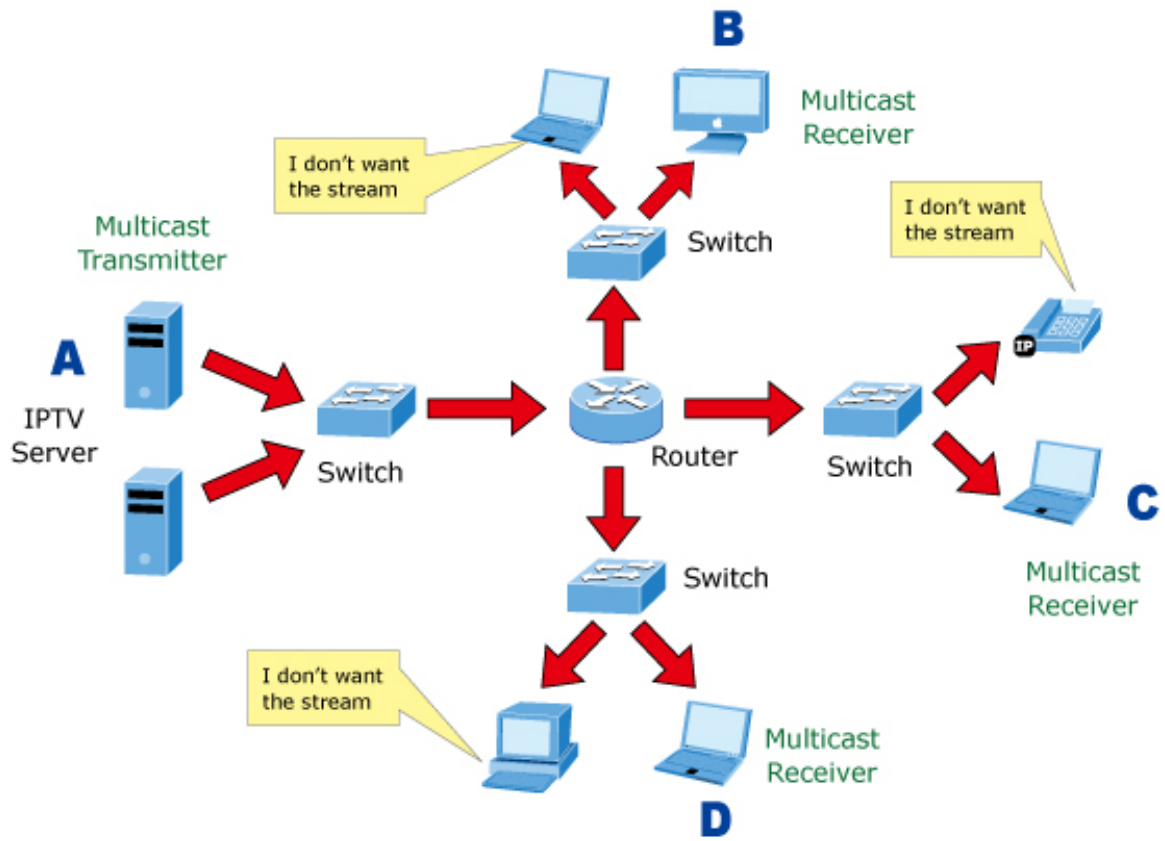 B
Multicast
Receiver
I don't want
the stream
I don't want
the stream
Switch
Multicast
Transmitter
A
IPTV
Server
Switch
Router
IP
Switch
C
Multicast
Receiver
Switch
I don't want
the stream
Multicast
Receiver
D